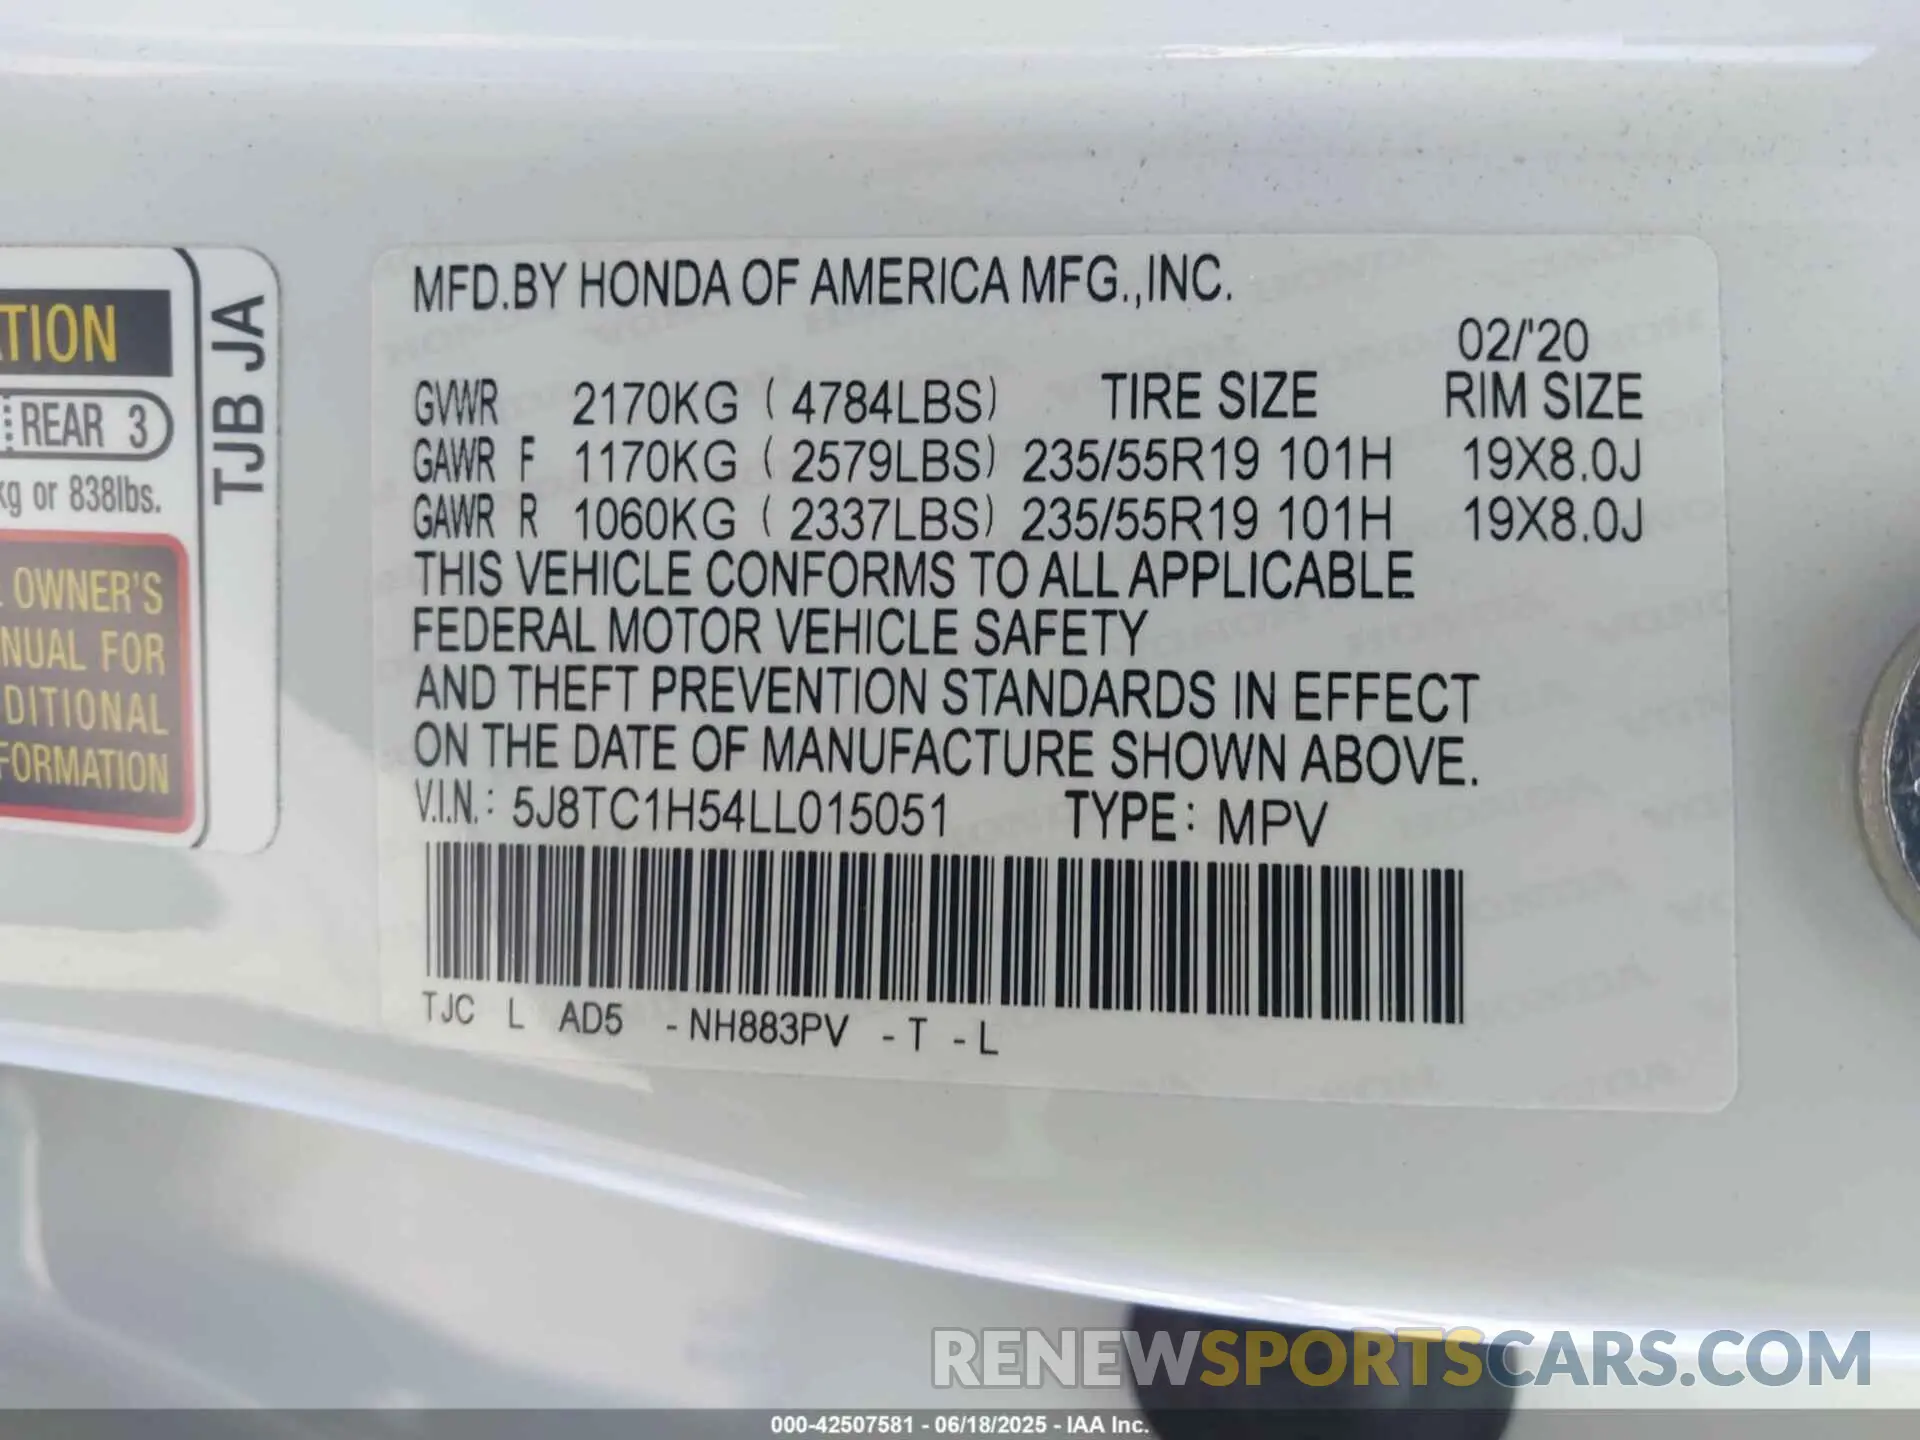 TION
REAR 3
kg or 838lbs.
OWNER'S
NUAL FOR
DITIONAL
FORMATION
TJB JA
MFD.BY HONDA OF AMERICA MFG.,INC.
02/'20
GVWR 2170KG ( 4784LBS) TIRE SIZE RIM SIZE
GAWR F 1170KG ( 2579LBS) 235/55R19 101H 19X8.0J
GAWR R 1060KG ( 2337LBS) 235/55R19 101H 19X8.0J
THIS VEHICLE CONFORMS TO ALL APPLICABLE
FEDERAL MOTOR VEHICLE SAFETY
AND THEFT PREVENTION STANDARDS IN EFFECT
ON THE DATE OF MANUFACTURE SHOWN ABOVE.
V.I.N.: 5J8TC1H54LL015051 TYPE: MPV
TJC L AD5 -NH883PV -T -L
RENEWSPORTSCARS.COM
000-42507581 - 06/18/2025 - IAA Inc.